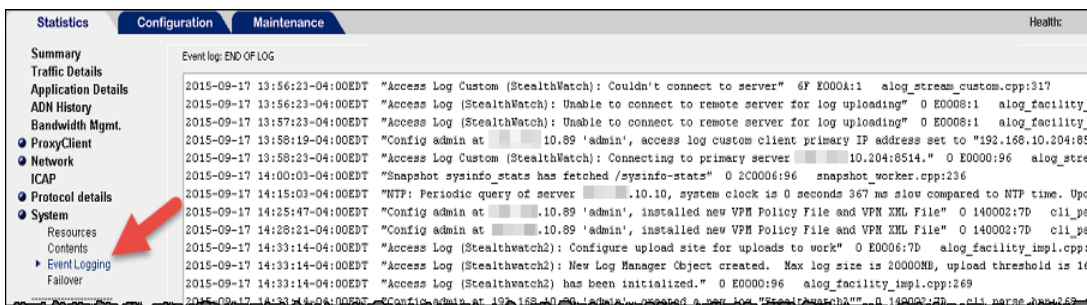 Statistics Configuration Maintenance Health:
Summary
Traffic Details
Application Details
ADN History
Bandwidth Mgmt.
ProxyClient
Network
ICAP
Protocol details
System
Resources
Contents
Event Logging
Failover
Event log: END OF LOG
2015-09-17 13:56:23-04:00EDT "Access Log Custom (StealthWatch): Couldn't connect to server" 6F E000A:1 alog_stream_custom.cpp:317
2015-09-17 13:56:23-04:00EDT "Access Log (StealthWatch): Unable to connect to remote server for log uploading" 0 E0008:1 alog_facility_
2015-09-17 13:57:23-04:00EDT "Access Log (StealthWatch): Unable to connect to remote server for log uploading" 0 E0008:1 alog_facility_
2015-09-17 13:58:19-04:00EDT "Config admin at 10.89 'admin', access log custom client primary IP address set to "192.168.10.204:85
2015-09-17 13:58:23-04:00EDT "Access Log Custom (StealthWatch): Connecting to primary server 10.204:8514." 0 E0000:96 alog_stre
2015-09-17 14:00:03-04:00EDT "Snapshot sysinfo_stats has fetched /sysinfo-stats" 0 2C0006:96 snapshot_worker.cpp:236
2015-09-17 14:15:03-04:00EDT "NTP: Periodic query of server .10.10, system clock is 0 seconds 367 ms slow compared to NTP time. Upd
2015-09-17 14:25:47-04:00EDT "Config admin at .10.89 'admin', installed new VPM Policy File and VPM XML File" 0 140002:7D cli_pa
2015-09-17 14:28:21-04:00EDT "Config admin at .10.89 'admin', installed new VPM Policy File and VPM XML File" 0 140002:7D cli_pa
2015-09-17 14:33:14-04:00EDT "Access Log (Stealthwatch2): Configure upload site for uploads to work" 0 E0006:7D alog_facility_impl.cpp:
2015-09-17 14:33:14-04:00EDT "Access Log (Stealthwatch2): New Log Manager Object created. Max log size is 20000MB, upload threshold is 16
2015-09-17 14:33:14-04:00EDT "Access Log (Stealthwatch2) has been initialized." 0 E0000:96 alog_facility_impl.cpp:269